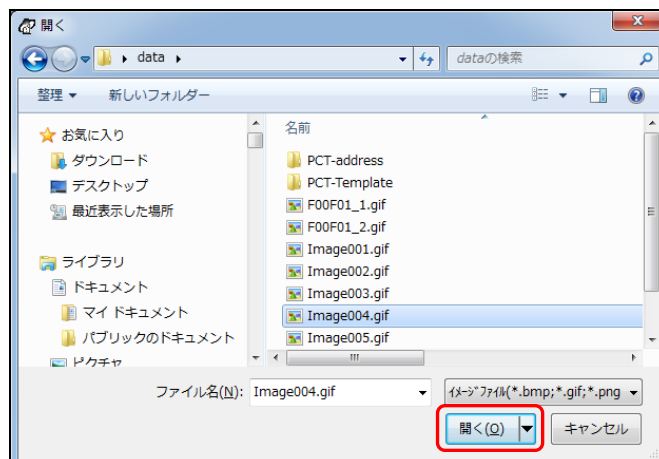 開く
data
dataの検索
整理 新しいフォルダー
お気に入り
ダウンロード
デスクトップ
最近表示した場所
ライブラリ
ドキュメント
マイ ドキュメント
パブリックのドキュメント
ピクチャ
名前
PCT-address
PCT-Template
F00F01_1.gif
F00F01_2.gif
Image001.gif
Image002.gif
Image003.gif
Image004.gif
Image005.gif
ファイル名(N): Image004.gif
ｲﾒｰｼﾞﾌｧｲﾙ(*.bmp;*.gif;*.png
開く(O) キャンセル